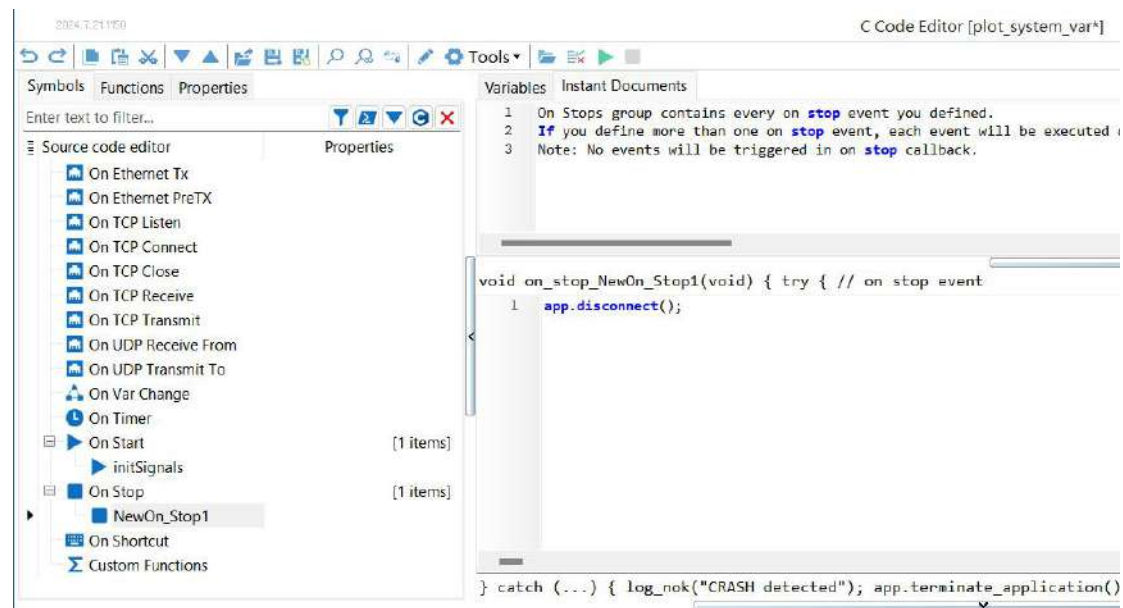 2024.7.21.1150
C Code Editor [plot_system_var*]
Tools
Symbols Functions Properties
Variables Instant Documents
Enter text to filter...
1 On Stops group contains every on stop event you defined.
2 If you define more than one on stop event, each event will be executed
3 Note: No events will be triggered in on stop callback.
Source code editor Properties
On Ethernet Tx
On Ethernet PreTX
On TCP Listen
On TCP Connect
On TCP Close
On TCP Receive
On TCP Transmit
On UDP Receive From
On UDP Transmit To
On Var Change
On Timer
On Start [1 items]
initSignals
On Stop [1 items]
NewOn_Stop1
On Shortcut
Custom Functions
void on_stop_NewOn_Stop1(void) { try { // on stop event
1 app.disconnect();
} catch (...) { log_nok("CRASH detected"); app.terminate_application()